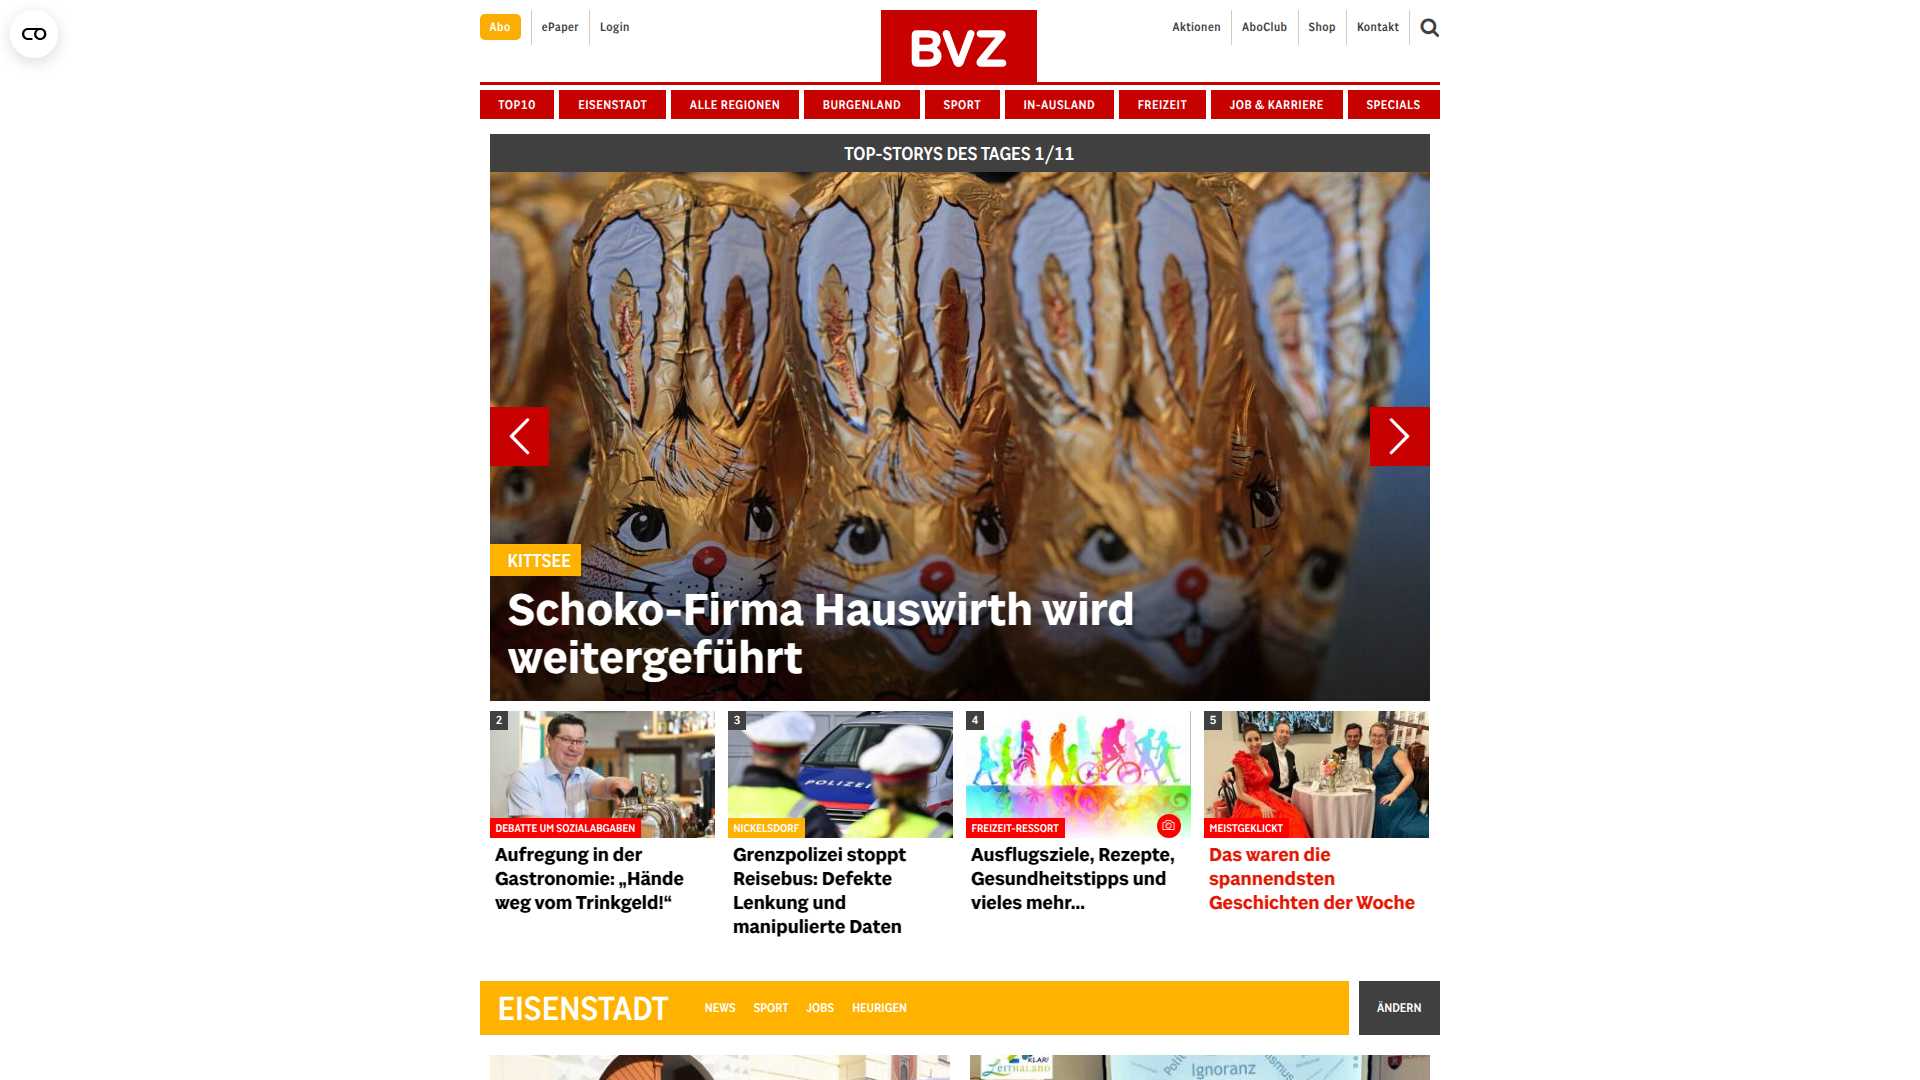 Abo
ePaper
Login
BVZ
Aktionen
AboClub
Shop
Kontakt
TOP10
EISENSTADT
ALLE REGIONEN
BURGENLAND
SPORT
IN-AUSLAND
FREIZEIT
JOB & KARRIERE
SPECIALS
TOP-STORYS DES TAGES 1/11
KITTSEE
Schoko-Firma Hauswirth wird
weitergeführt
2
DEBATTE UM SOZIALABGABEN
Aufregung in der
Gastronomie: „Hände
weg vom Trinkgeld!“
3
POLIZEI
NICKELSDORF
Grenzpolizei stoppt
Reisebus: Defekte
Lenkung und
manipulierte Daten
4
FREIZEIT-RESSORT
Ausflugsziele, Rezepte,
Gesundheitstipps und
vieles mehr...
5
MEISTGEKLICKT
Das waren die
spannendsten
Geschichten der Woche
EISENSTADT
NEWS
SPORT
JOBS
HEURIGEN
ÄNDERN
KLAR!
LEITHALAND
Ignoranz